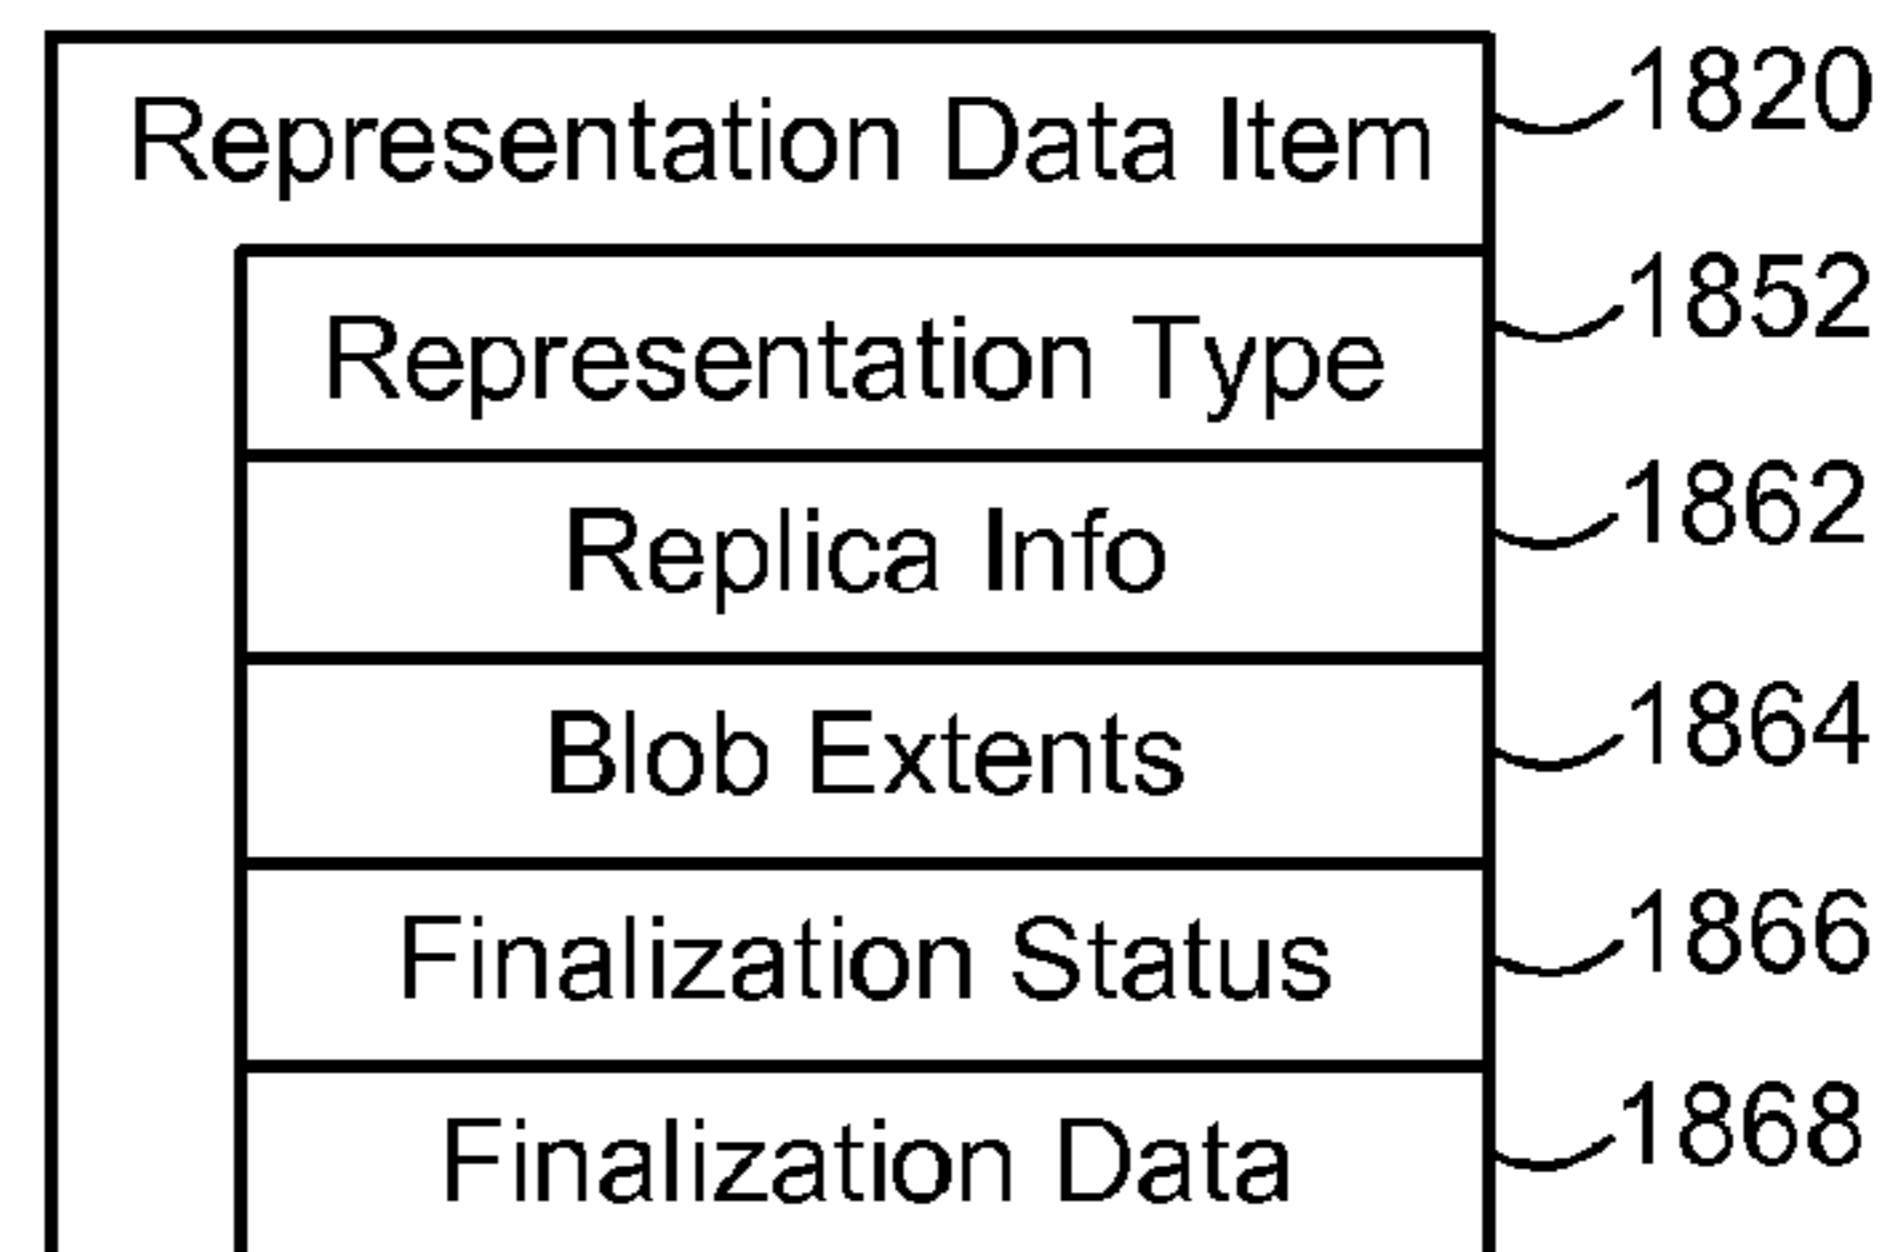 Representation Data Item 1820
Representation Type 1852
Replica Info 1862
Blob Extents 1864
Finalization Status 1866
Finalization Data 1868